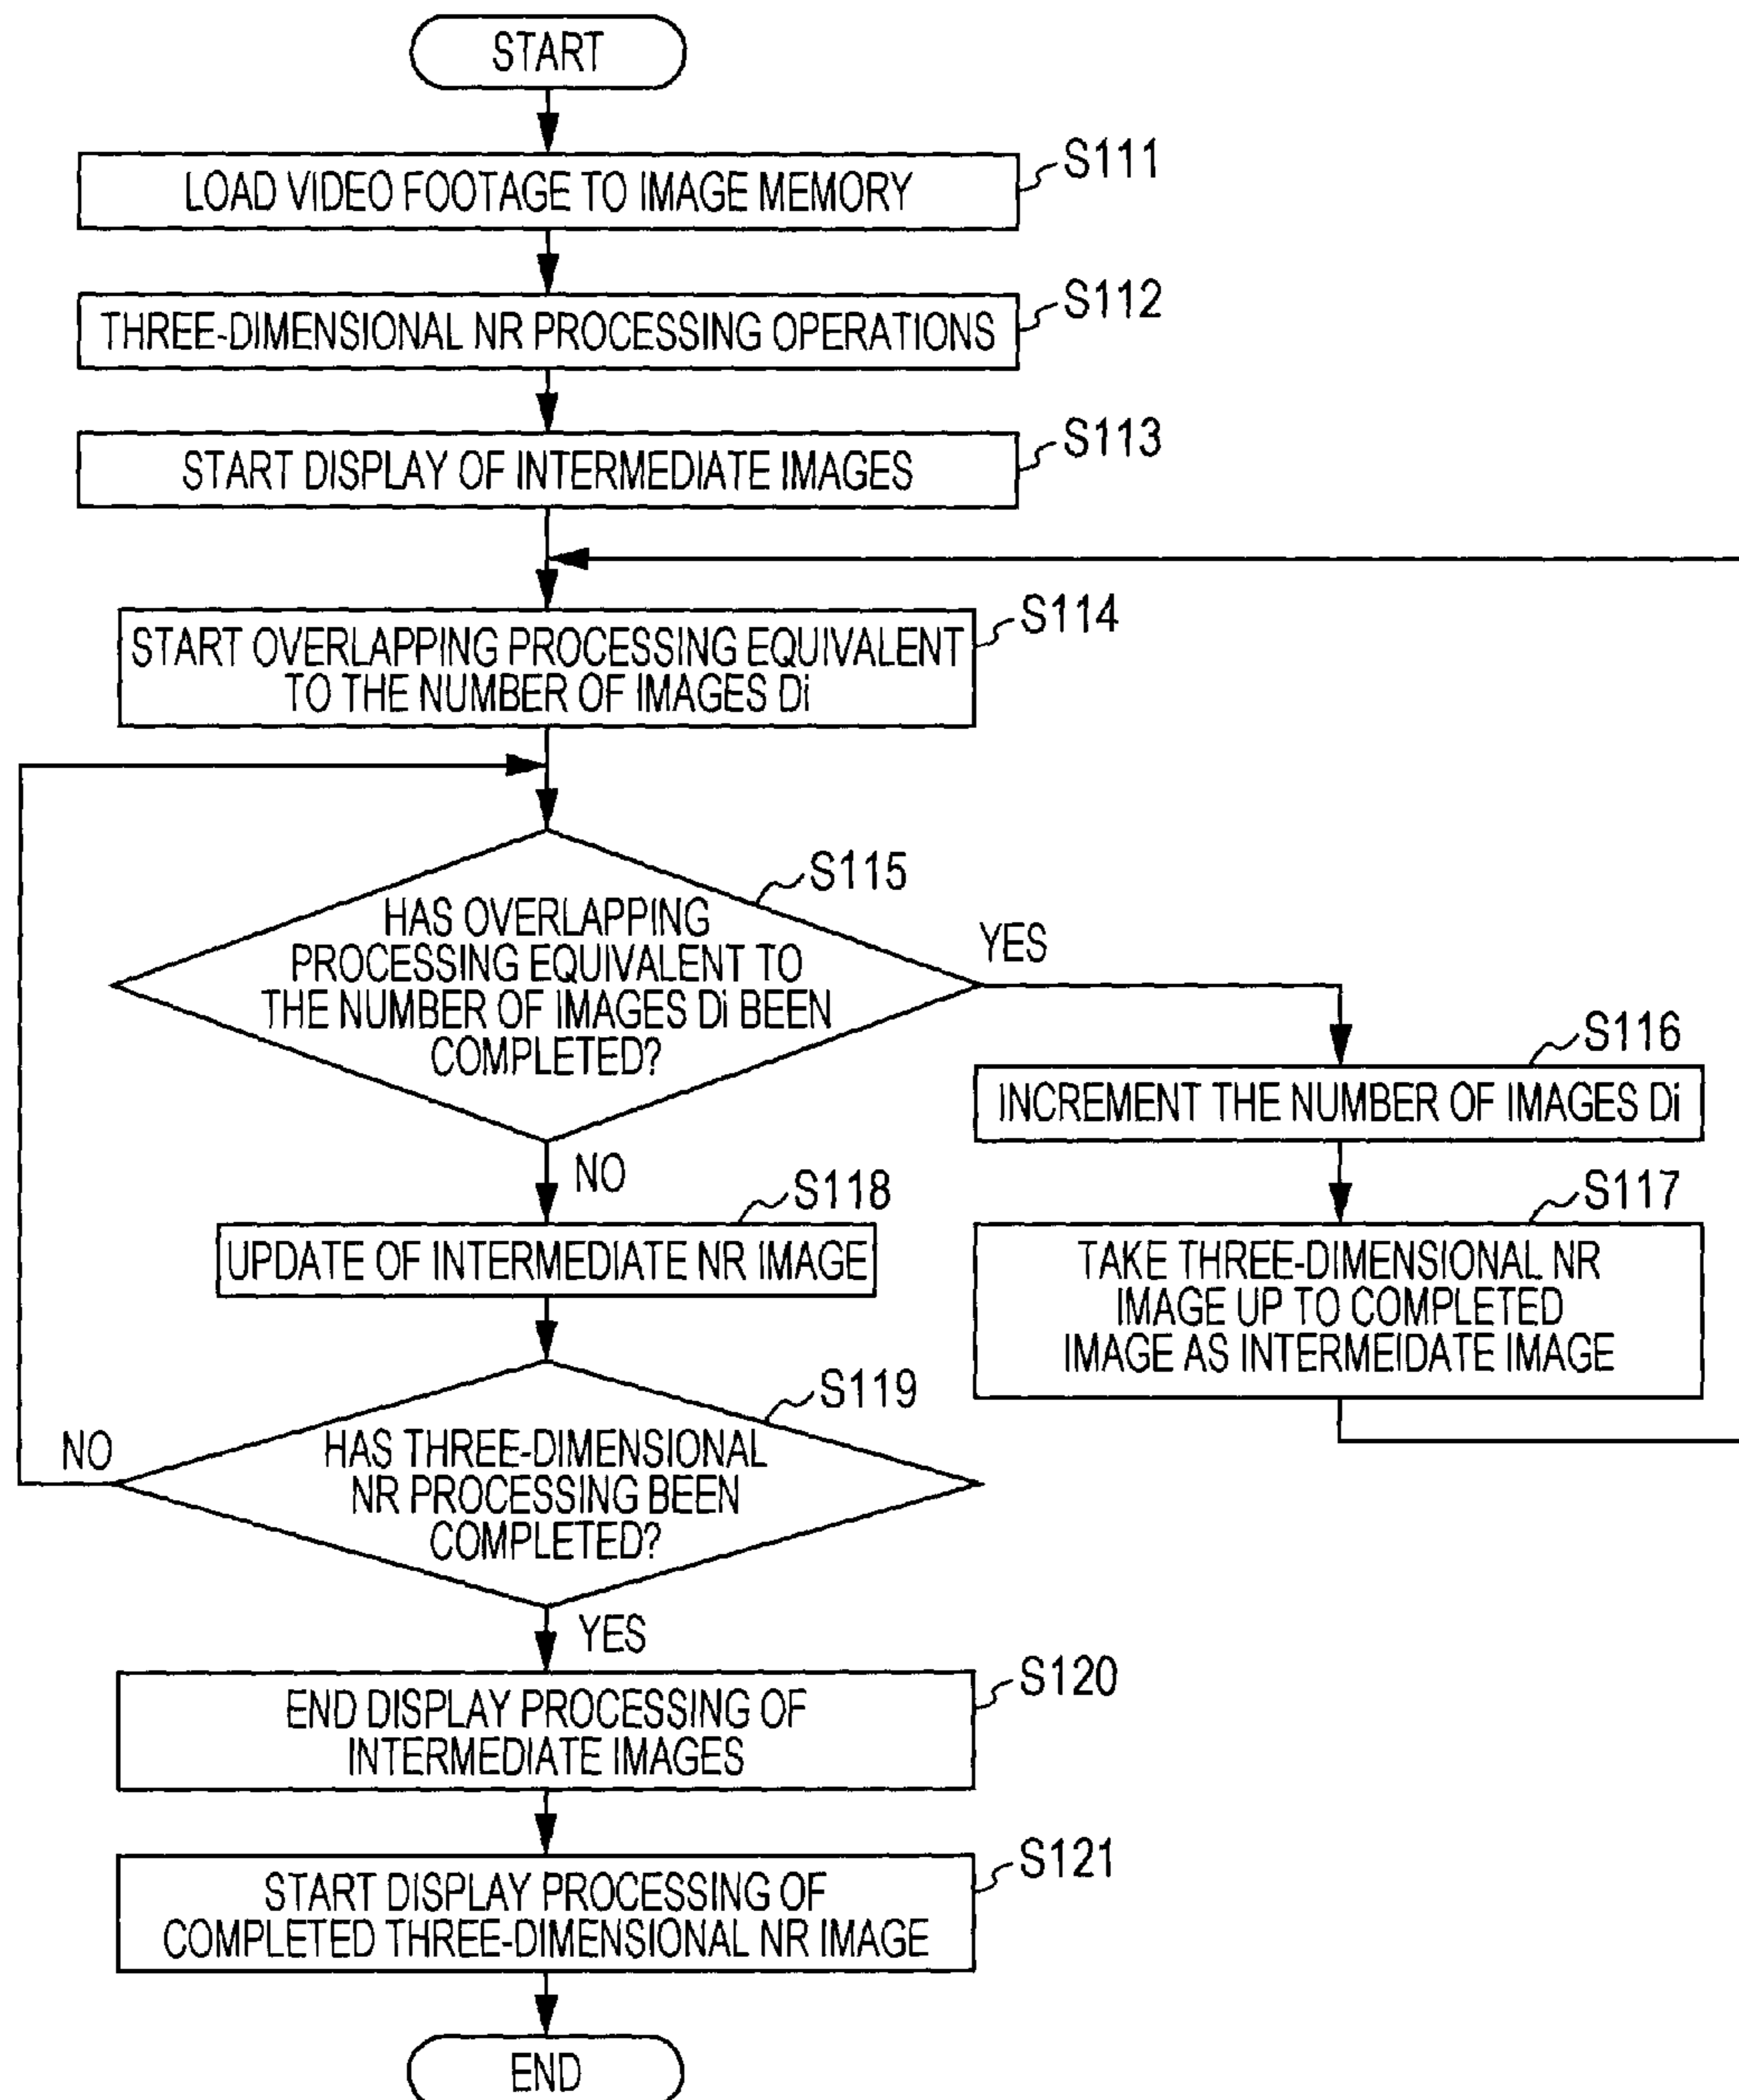 START
S111
LOAD VIDEO FOOTAGE TO IMAGE MEMORY
S112
THREE-DIMENSIONAL NR PROCESSING OPERATIONS
S113
START DISPLAY OF INTERMEDIATE IMAGES
S114
START OVERLAPPING PROCESSING EQUIVALENT
TO THE NUMBER OF IMAGES Di
S115
HAS OVERLAPPING
PROCESSING EQUIVALENT TO
THE NUMBER OF IMAGES Di BEEN
COMPLETED?
YES
S116
INCREMENT THE NUMBER OF IMAGES Di
NO
S117
TAKE THREE-DIMENSIONAL NR
IMAGE UP TO COMPLETED
IMAGE AS INTERMEIDATE IMAGE
S118
UPDATE OF INTERMEDIATE NR IMAGE
S119
HAS THREE-DIMENSIONAL
NR PROCESSING BEEN
COMPLETED?
NO
YES
S120
END DISPLAY PROCESSING OF
INTERMEDIATE IMAGES
S121
START DISPLAY PROCESSING OF
COMPLETED THREE-DIMENSIONAL NR IMAGE
END